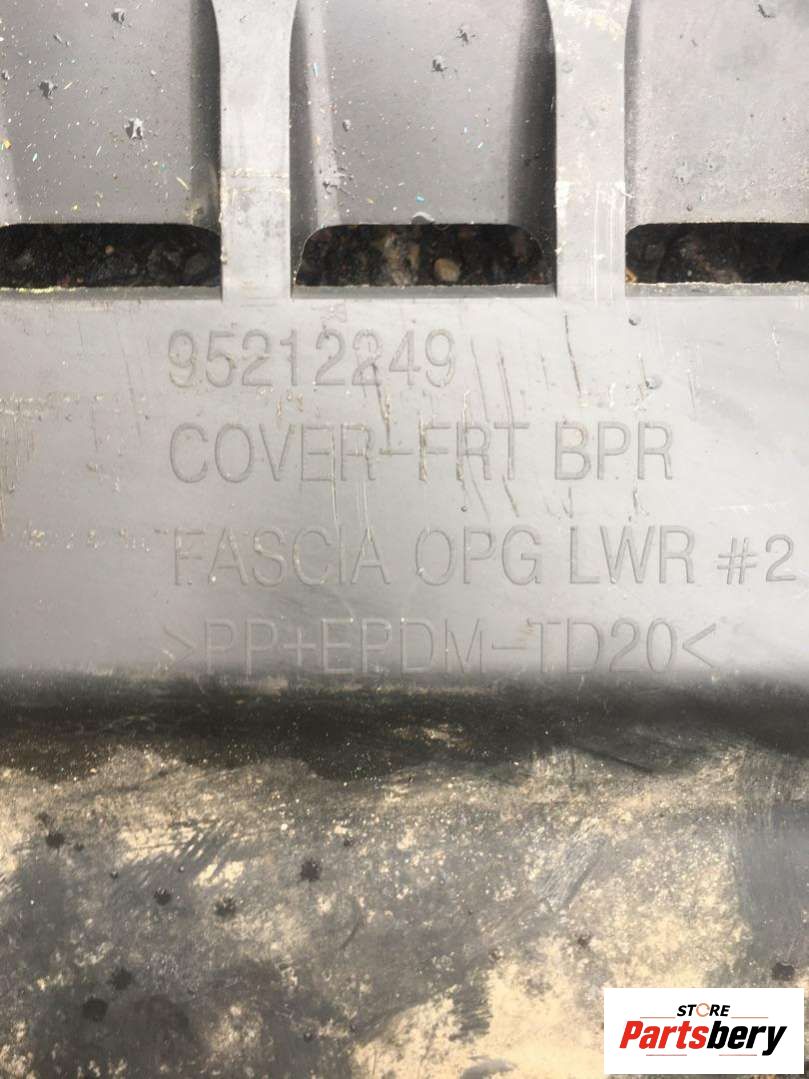 95212249
COVER-FRT BPR
FASCIA OPG LWR #2
>PP+EPDM-TD20<
STORE
Partsbery